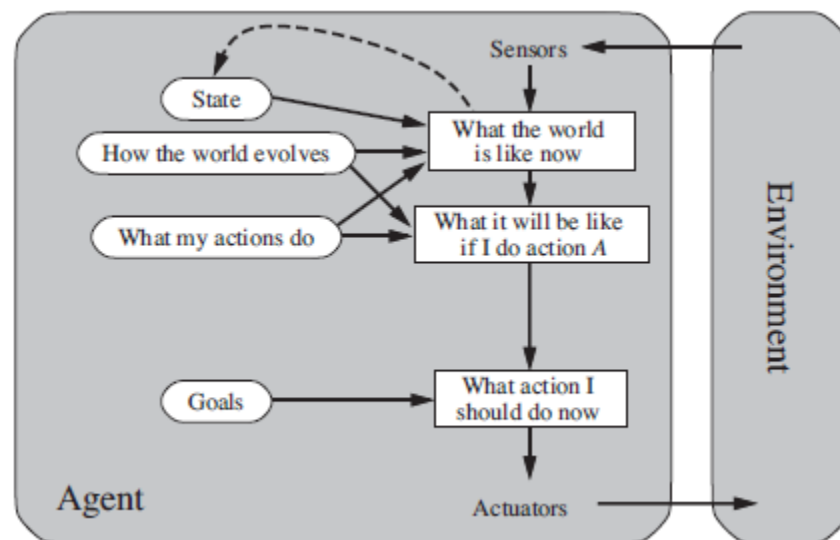 Sensors
State
What the world
is like now
How the world evolves
What it will be like
if I do action A
What my actions do
Environment
What action I
should do now
Goals
Agent
Actuators